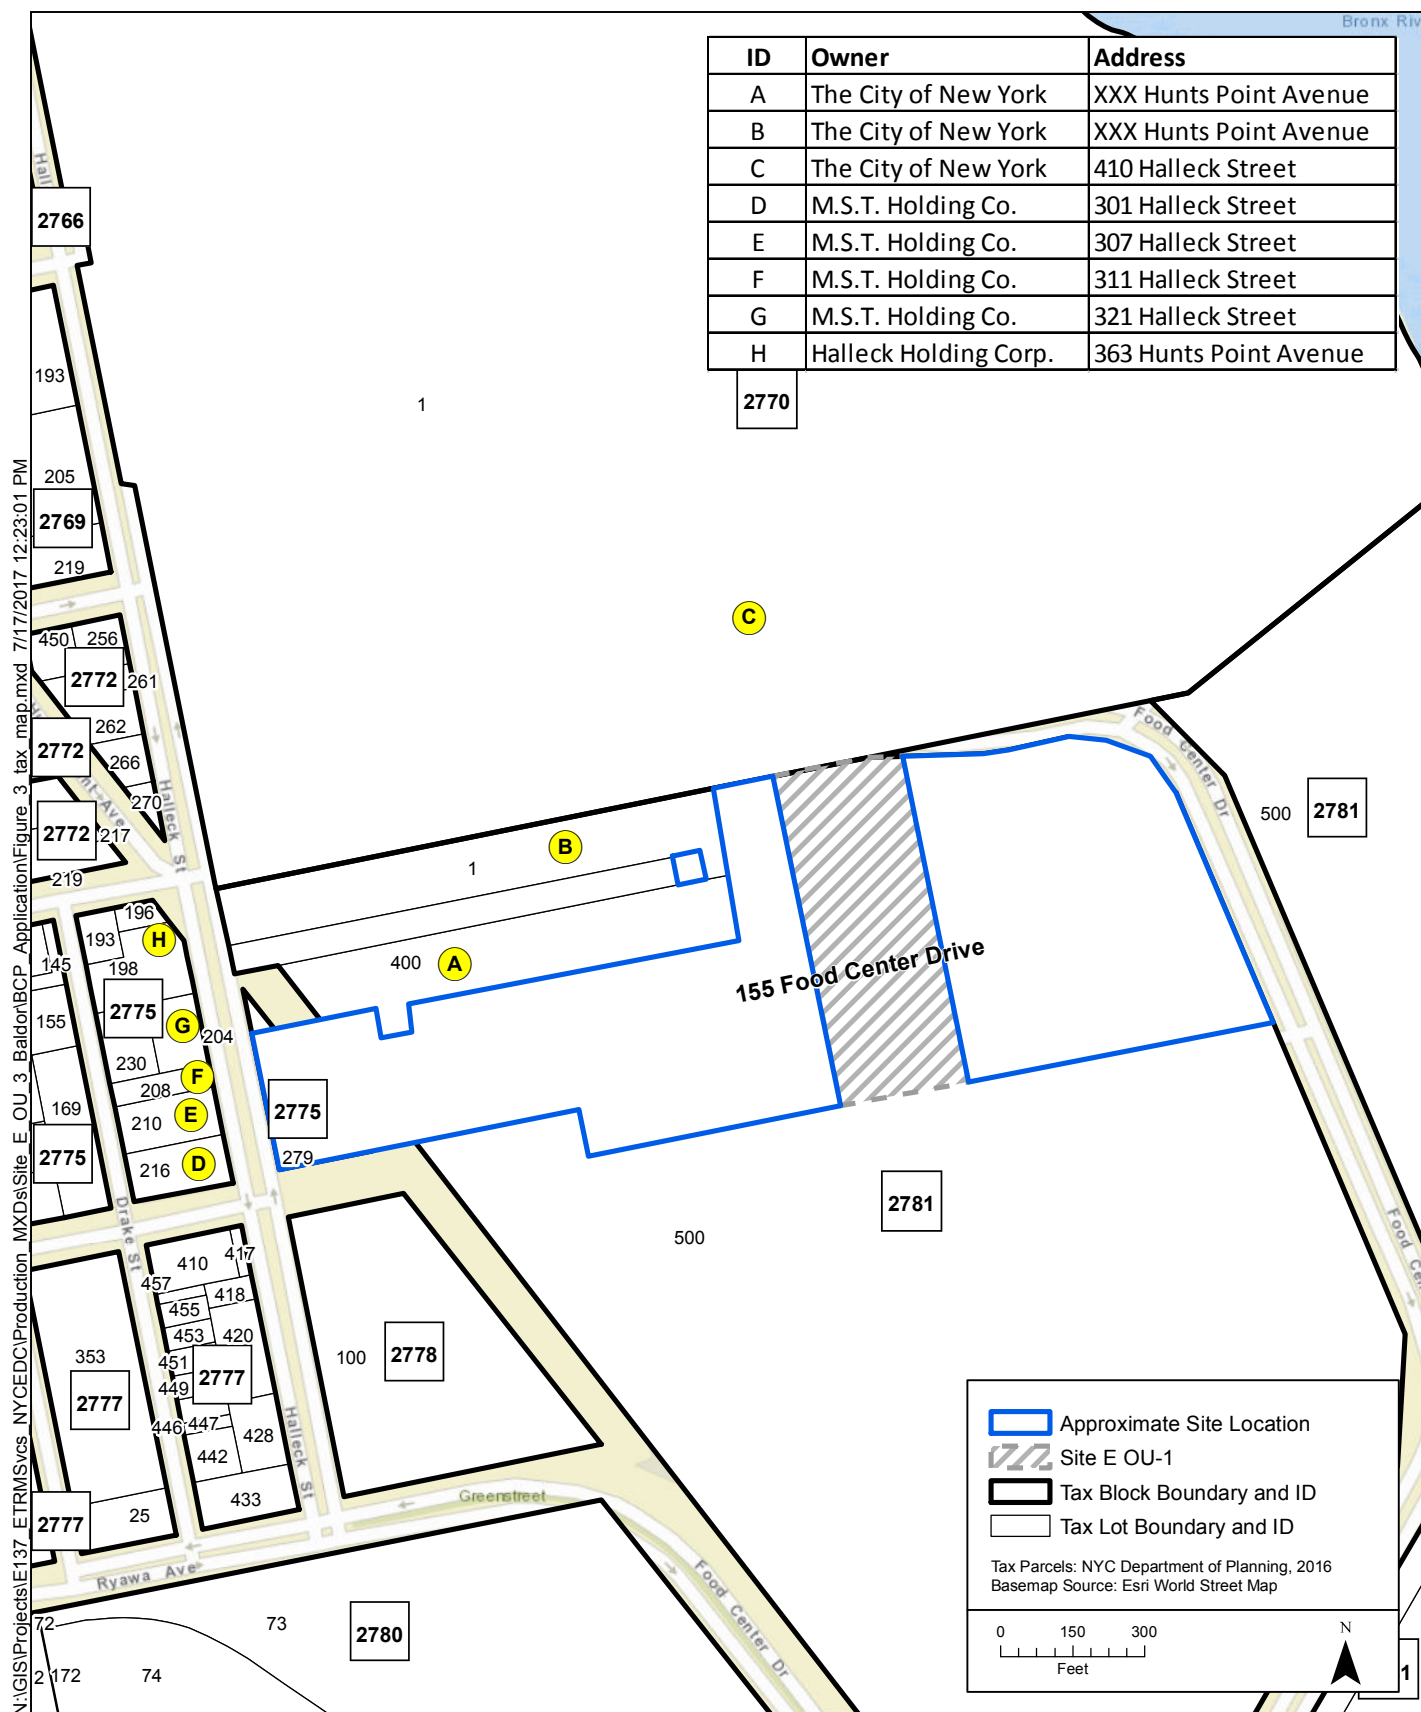 Bronx Riv
ID Owner Address
A The City of New York XXX Hunts Point Avenue
B The City of New York XXX Hunts Point Avenue
C The City of New York 410 Halleck Street
D M.S.T. Holding Co. 301 Halleck Street
E M.S.T. Holding Co. 307 Halleck Street
F M.S.T. Holding Co. 311 Halleck Street
G M.S.T. Holding Co. 321 Halleck Street
H Halleck Holding Corp. 363 Hunts Point Avenue
N:\GIS\Projects\E137_ETRMSvcs_NYCEDC\Production_MXDs\Site_E_OU_3_Baldor\BCP_Application\Figure_3_tax_map.mxd 7/17/2017 12:23:01 PM
Hall
2766
193
1
2770
205
2769
219
C
450
256
2772
261
262
2772
266
270
Halleck St
2772
217
219
Food Center Dr
500
2781
B
1
196
193
H
198
145
400
A
155 Food Center Drive
2775
155
G
204
230
F
208
169
E
210
2775
2775
D
216
279
Drake St
2781
500
410
417
457
418
455
453
420
451
353
2777
449
2777
446
447
428
442
433
25
2777
100
2778
Halleck St
Greenstreet
Ryawa Ave
Food Center Dr
Food Cen
72
73
2780
2
172
74
Approximate Site Location
Site E OU-1
Tax Block Boundary and ID
Tax Lot Boundary and ID
Tax Parcels: NYC Department of Planning, 2016
Basemap Source: Esri World Street Map
0 150 300
Feet
N
1